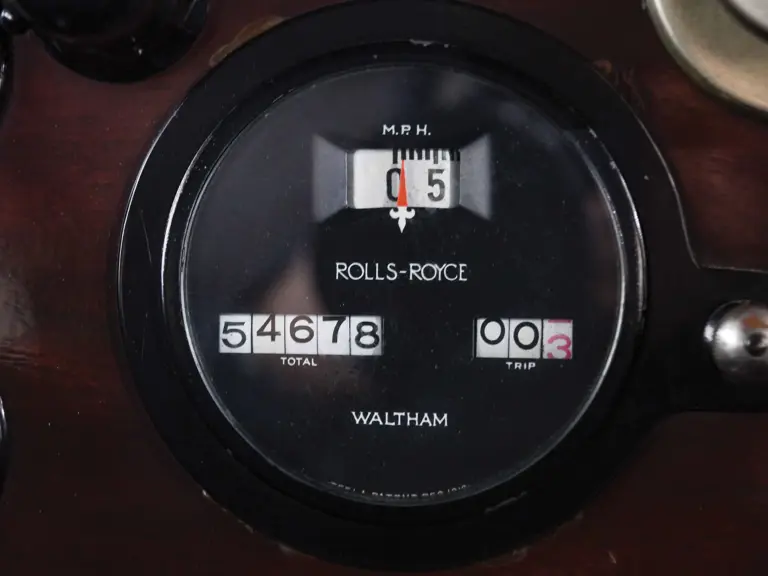 M.P.H.
0 5
ROLLS-ROYCE
54678 003
TOTAL TRIP
WALTHAM